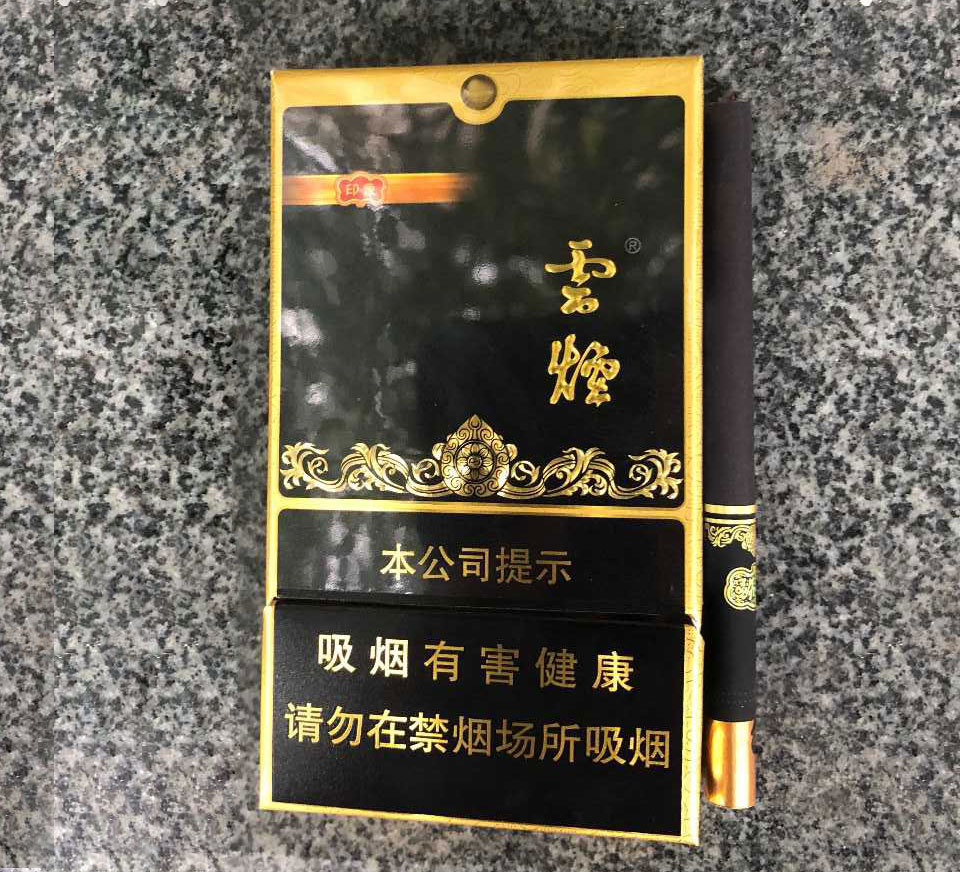 印象
雲煙®
本公司提示
吸烟有害健康
请勿在禁烟场所吸烟